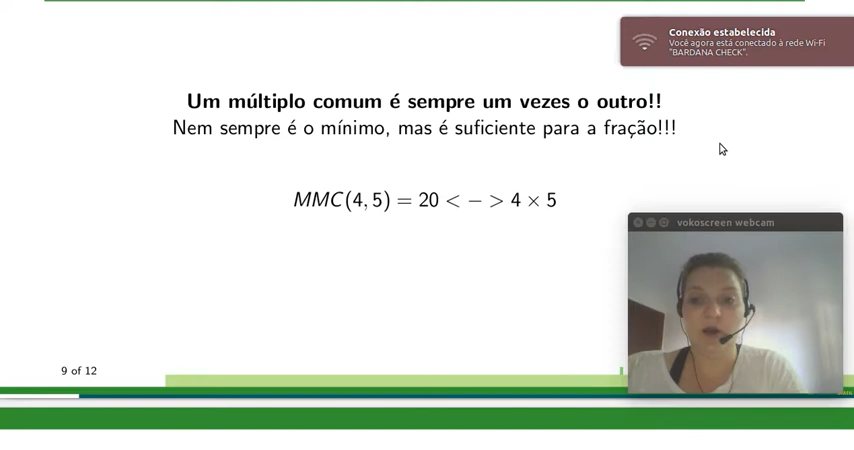 Conexão estabelecida
Você agora está conectado à rede Wi-Fi
"BARDANA CHECK".
Um múltiplo comum é sempre um vezes o outro!!
Nem sempre é o mínimo, mas é suficiente para a fração!!!
MMC(4, 5) = 20 < − > 4 × 5
vokoscreen webcam
9 of 12